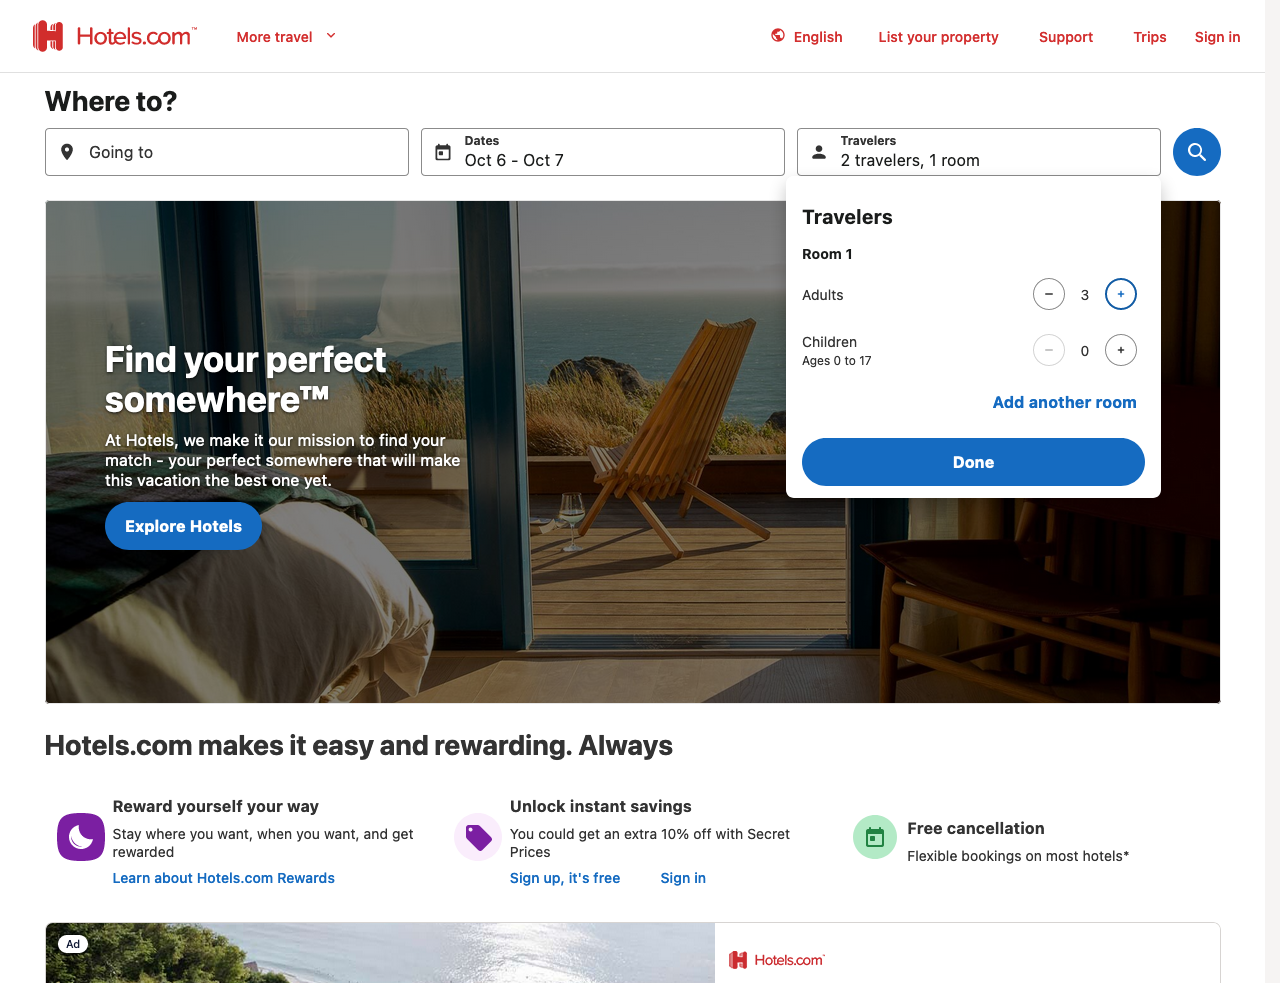 Hotels.com™
More travel
English
List your property
Support
Trips
Sign in
Where to?
Going to
Dates
Oct 6 - Oct 7
Travelers
2 travelers, 1 room
Travelers
Room 1
Adults
3
Children
Ages 0 to 17
0
Add another room
Done
Find your perfect
somewhere™
At Hotels, we make it our mission to find your
match - your perfect somewhere that will make
this vacation the best one yet.
Explore Hotels
Hotels.com makes it easy and rewarding. Always
Reward yourself your way
Stay where you want, when you want, and get
rewarded
Learn about Hotels.com Rewards
Unlock instant savings
You could get an extra 10% off with Secret
Prices
Sign up, it's free
Sign in
Free cancellation
Flexible bookings on most hotels*
Ad
Hotels.com